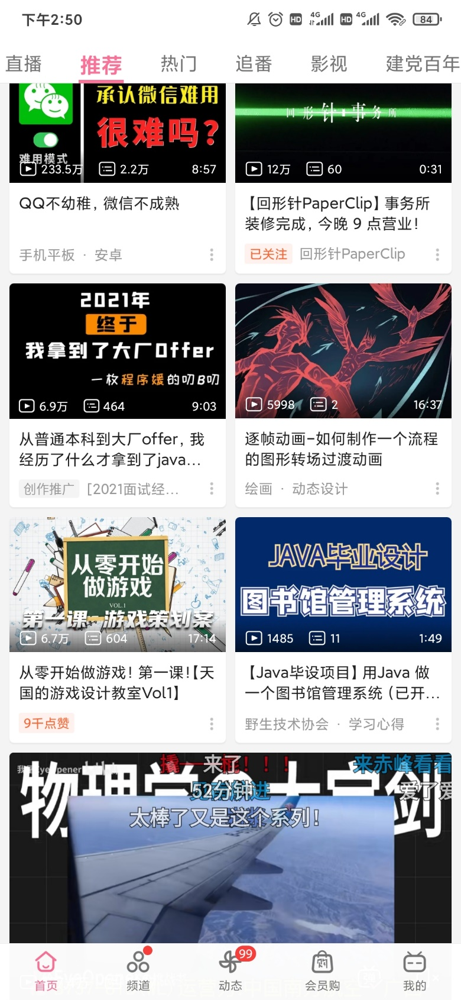 下午2:50
HD 4G HD 4G 84
直播 推荐 热门 追番 影视 建党百年
承认微信难用
很难吗?
难用模式
233.5万 2.2万 8:57
QQ不幼稚，微信不成熟
手机平板 · 安卓
回形针·事务所
12万 60 0:31
【回形针PaperClip】事务所
装修完成，今晚 9 点营业！
已关注 回形针PaperClip
2021年
终于
我拿到了大厂Offer
一枚程序媛的叨B叨
6.9万 464 9:03
从普通本科到大厂offer，我
经历了什么才拿到了java...
创作推广 [2021面试经...
5998 2 16:37
逐帧动画-如何制作一个流程
的图形转场过渡动画
绘画 · 动态设计
从零开始
做游戏
VOL.1
第一课-游戏策划案
6.7万 604 17:14
从零开始做游戏！第一课！【天
国的游戏设计教室Vol1】
9千点赞
JAVA毕业设计
图书馆管理系统
1485 11 1:49
【Java毕设项目】用Java 做
一个图书馆管理系统（已开...
野生技术协会 · 学习心得
来了！！！
来赤峰看看
52分钟
爱了爱
物理学
大宝剑
太棒了又是这个系列！
首页 频道 动态 99 会员购 我的